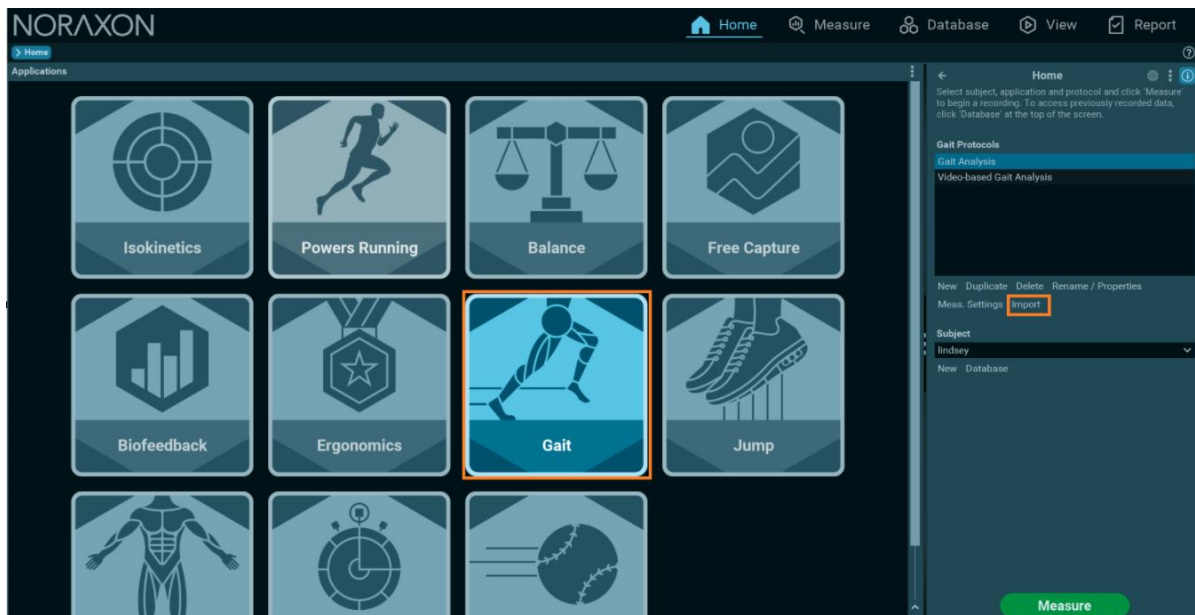 NORAXON
Home Measure Database View Report
> Home
Applications
Isokinetics
Powers Running
Balance
Free Capture
Biofeedback
Ergonomics
Gait
Jump
Home
Select subject, application and protocol and click 'Measure'
to begin a recording. To access previously recorded data,
click 'Database' at the top of the screen.
Gait Protocols
Gait Analysis
Video-based Gait Analysis
New Duplicate Delete Rename / Properties
Meas. Settings Import
Subject
lindsey
New Database
Measure